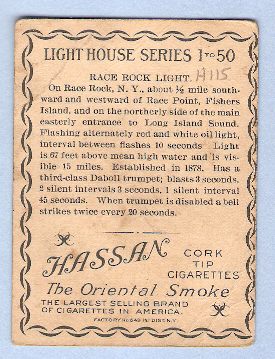 LIGHT HOUSE SERIES 1 TO 50
RACE ROCK LIGHT.
On Race Rock, N. Y., about ½ mile south-
ward and westward of Race Point, Fishers
Island, and on the northerly side of the main
easterly entrance to Long Island Sound.
Flashing alternately red and white oil light,
interval between flashes 10 seconds Light
is 67 feet above mean high water and is vis-
ible 15 miles. Established in 1878. Has a
third-class Daboll trumpet; blasts 3 seconds,
2 silent intervals 3 seconds, 1 silent interval
45 seconds. When trumpet is disabled a bell
strikes twice every 20 seconds.
HASSAN
CORK
TIP
CIGARETTES
The Oriental Smoke
THE LARGEST SELLING BRAND
OF CIGARETTES IN AMERICA.
FACTORY No 649 1st DIST. N.Y.